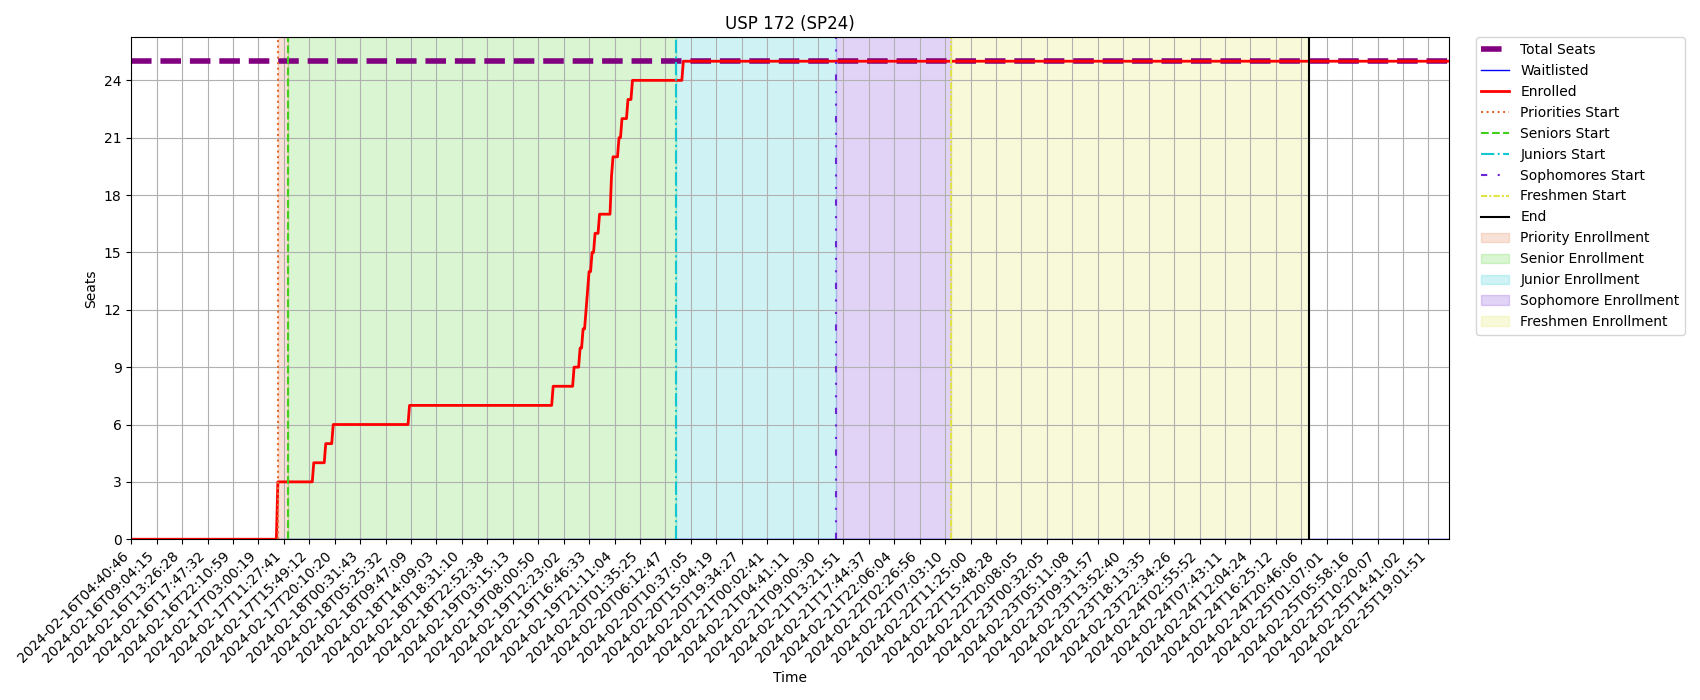 USP 172 (SP24)
Total Seats
Waitlisted
Enrolled
Priorities Start
Seniors Start
Juniors Start
Sophomores Start
Freshmen Start
End
Priority Enrollment
Senior Enrollment
Junior Enrollment
Sophomore Enrollment
Freshmen Enrollment
Seats
24
21
18
15
12
9
6
3
0
2024-02-16T04:40:46
2024-02-16T09:04:15
2024-02-16T13:26:28
2024-02-16T17:47:32
2024-02-16T22:10:59
2024-02-17T03:00:19
2024-02-17T11:27:41
2024-02-17T15:49:12
2024-02-17T20:10:20
2024-02-18T00:31:43
2024-02-18T05:25:32
2024-02-18T09:47:09
2024-02-18T14:09:03
2024-02-18T18:31:10
2024-02-18T22:52:38
2024-02-19T03:15:13
2024-02-19T08:00:50
2024-02-19T12:23:02
2024-02-19T16:46:33
2024-02-19T21:11:04
2024-02-20T01:35:25
2024-02-20T06:12:47
2024-02-20T10:37:05
2024-02-20T15:04:19
2024-02-20T19:34:27
2024-02-21T00:02:41
2024-02-21T04:41:11
2024-02-21T09:00:30
2024-02-21T13:21:51
2024-02-21T17:44:37
2024-02-21T22:06:04
2024-02-22T02:26:56
2024-02-22T07:03:10
2024-02-22T11:25:00
2024-02-22T15:48:28
2024-02-22T20:08:05
2024-02-23T00:32:05
2024-02-23T05:11:08
2024-02-23T09:31:57
2024-02-23T13:52:40
2024-02-23T18:13:35
2024-02-23T22:34:26
2024-02-24T02:55:52
2024-02-24T07:43:11
2024-02-24T12:04:24
2024-02-24T16:25:12
2024-02-24T20:46:06
2024-02-25T01:07:01
2024-02-25T05:58:16
2024-02-25T10:20:07
2024-02-25T14:41:02
2024-02-25T19:01:51
Time